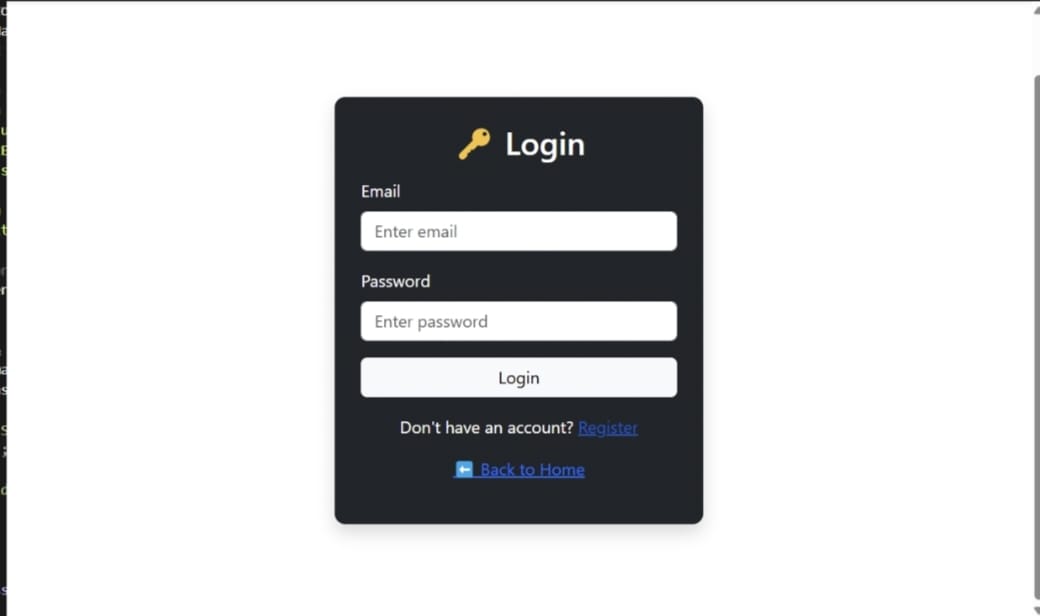 🔑 Login
Email
Enter email
Password
Enter password
Login
Don't have an account? Register
⬅️ Back to Home